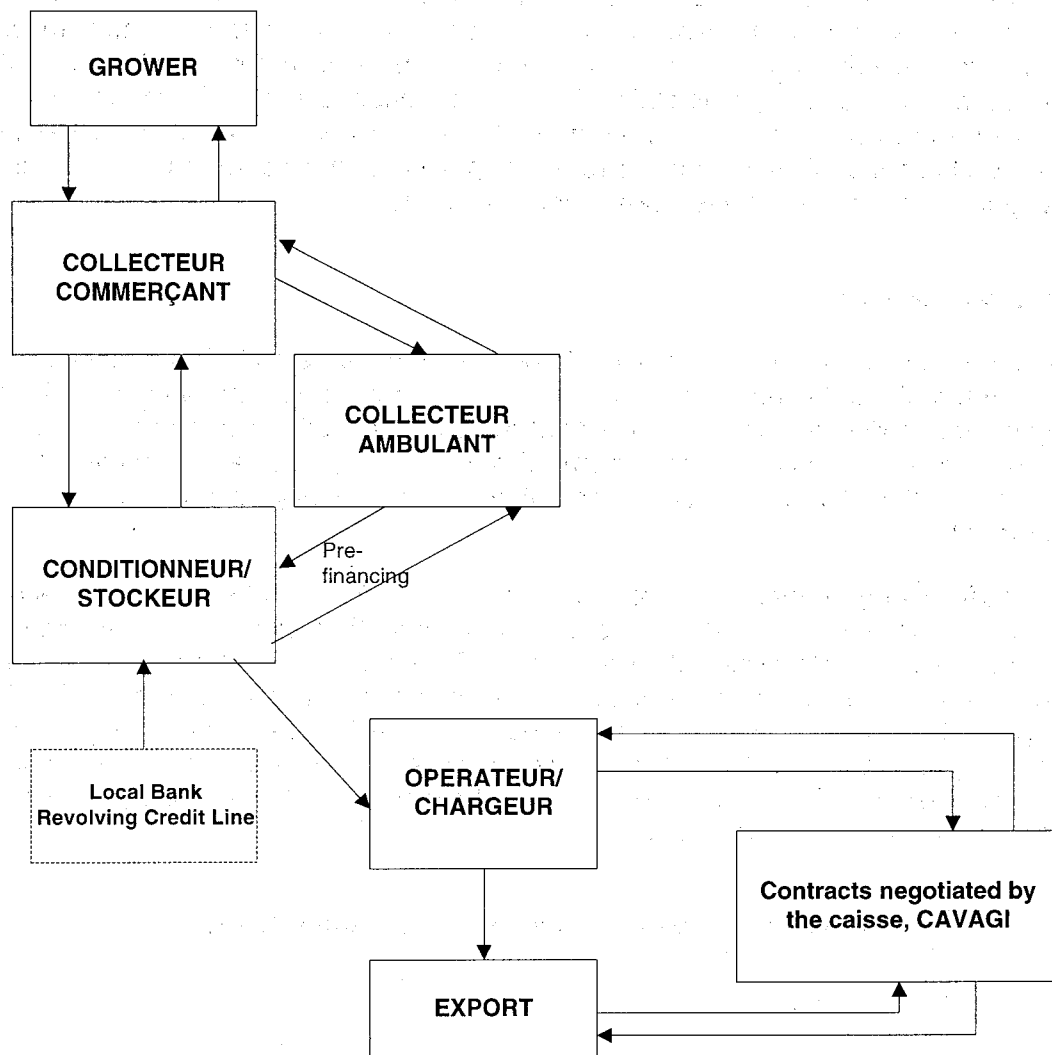 GROWER
COLLECTEUR
COMMERÇANT
COLLECTEUR
AMBULANT
CONDITIONNEUR/
STOCKEUR
Pre-
financing
Local Bank
Revolving Credit Line
OPERATEUR/
CHARGEUR
Contracts negotiated by
the caisse, CAVAGI
EXPORT